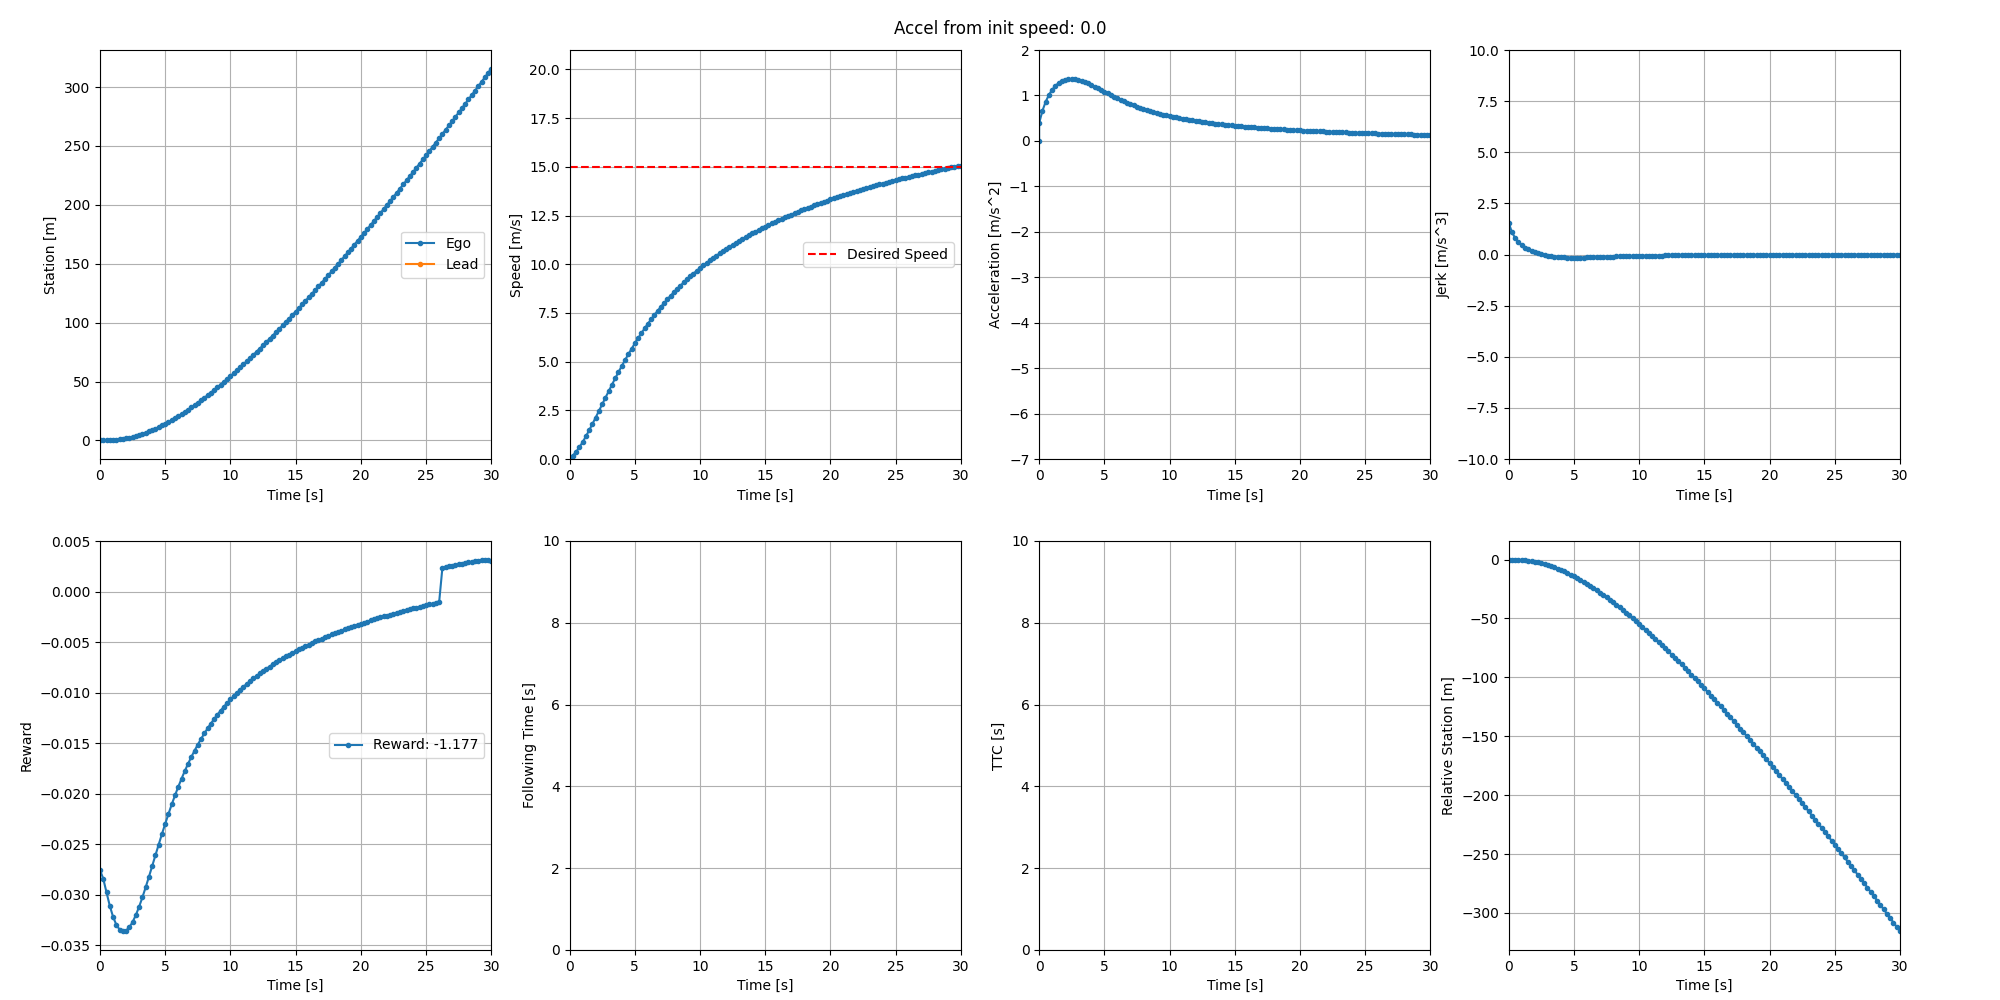 Accel from init speed: 0.0
Station [m]
300
250
200
150
100
50
0
Ego
Lead
0 5 10 15 20 25 30
Time [s]
Speed [m/s]
20.0
17.5
15.0
12.5
10.0
7.5
5.0
2.5
0.0
Desired Speed
0 5 10 15 20 25 30
Time [s]
Acceleration [m/s^2]
2
1
0
−1
−2
−3
−4
−5
−6
−7
0 5 10 15 20 25 30
Time [s]
Jerk [m/s^3]
10.0
7.5
5.0
2.5
0.0
−2.5
−5.0
−7.5
−10.0
0 5 10 15 20 25 30
Time [s]
Reward
0.005
0.000
−0.005
−0.010
−0.015
−0.020
−0.025
−0.030
−0.035
Reward: -1.177
0 5 10 15 20 25 30
Time [s]
Following Time [s]
10
8
6
4
2
0
0 5 10 15 20 25 30
Time [s]
TTC [s]
10
8
6
4
2
0
0 5 10 15 20 25 30
Time [s]
Relative Station [m]
0
−50
−100
−150
−200
−250
−300
0 5 10 15 20 25 30
Time [s]